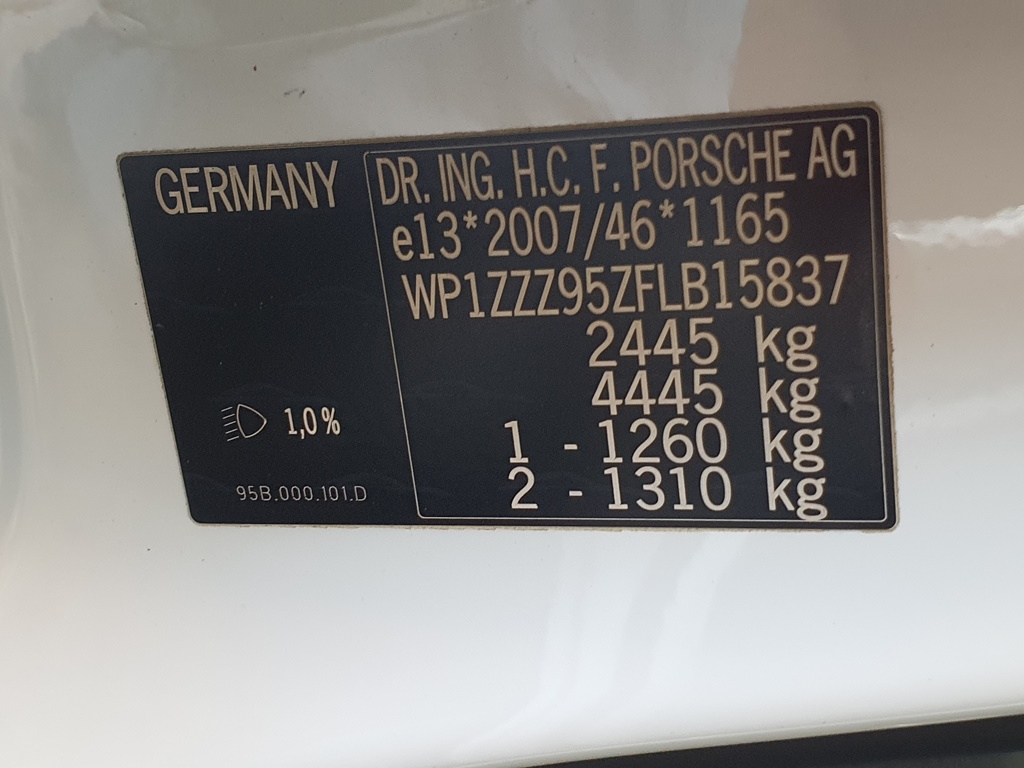 GERMANY
DR. ING. H.C. F. PORSCHE AG
e13*2007/46*1165
WP1ZZZ95ZFLB15837
2445 kg
4445 kg
1 - 1260 kg
2 - 1310 kg
1,0%
95B.000.101.D